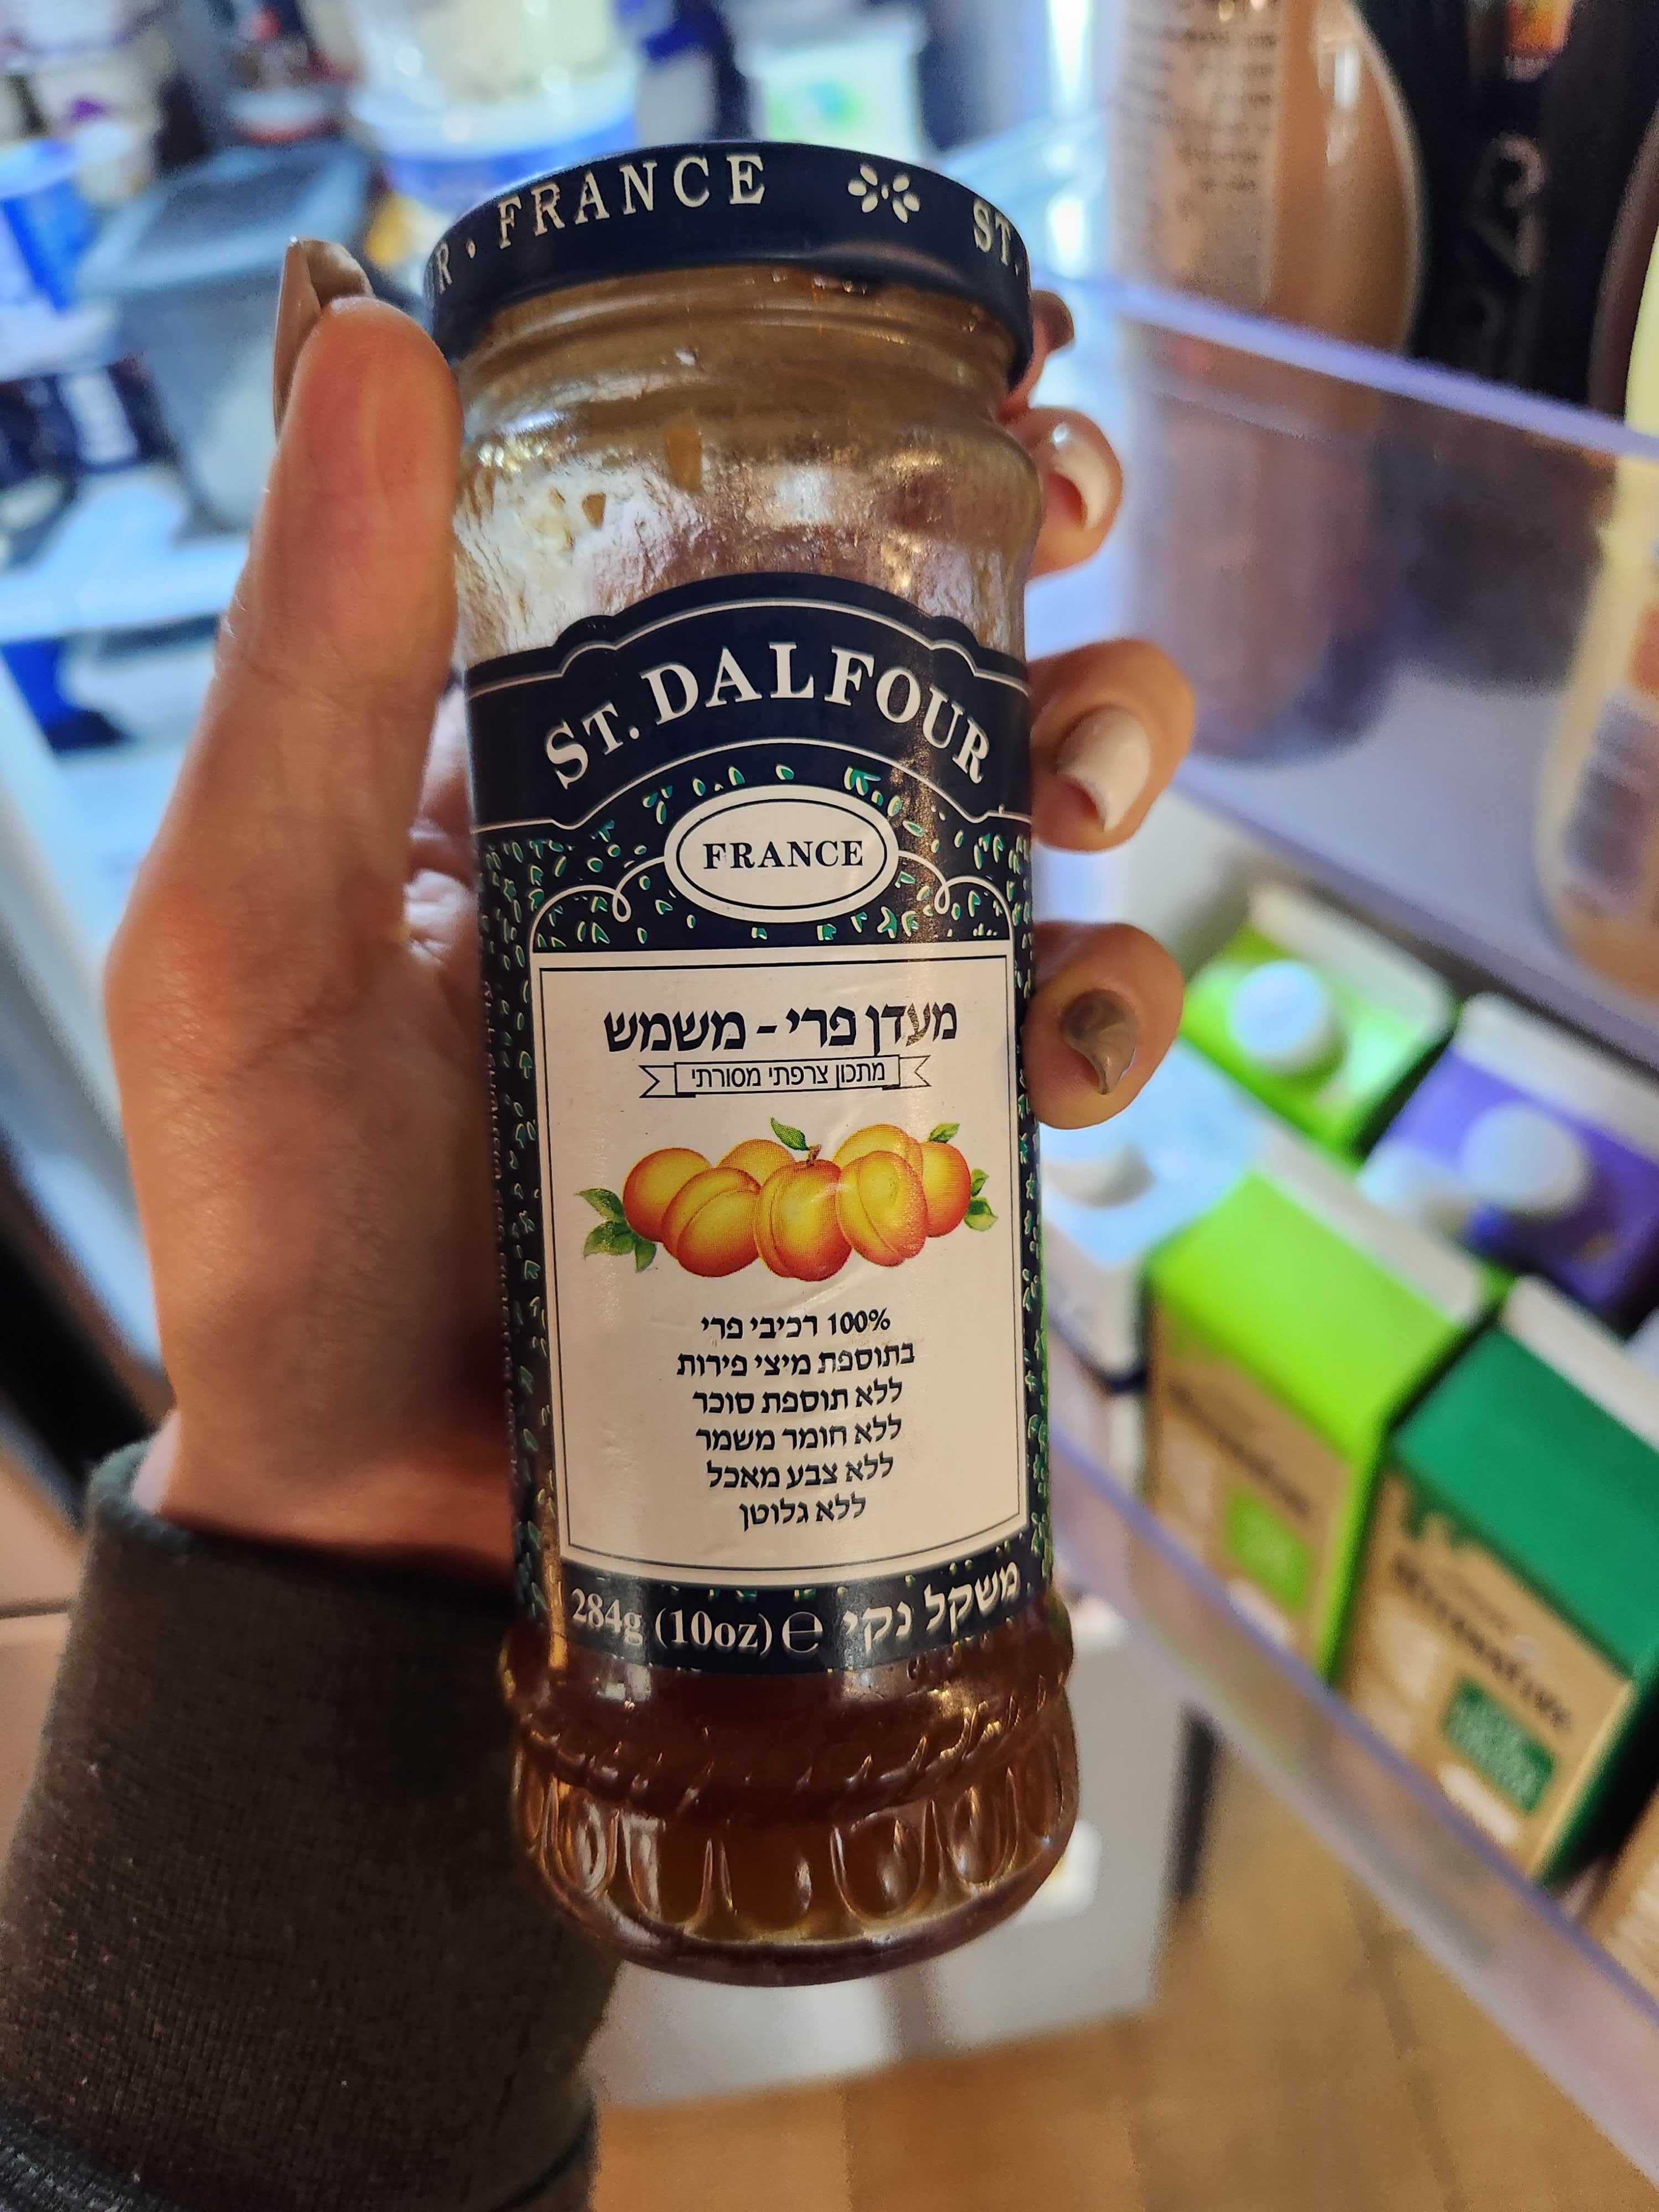 R • FRANCE ST.
ST. DALFOUR
FRANCE
מעדן פרי - משמש
מתכון צרפתי מסורתי
100% רכיבי פרי
בתוספת מיצי פירות
ללא תוספת סוכר
ללא חומר משמר
ללא צבע מאכל
ללא גלוטן
משקל נקי 284g (10oz) ℮